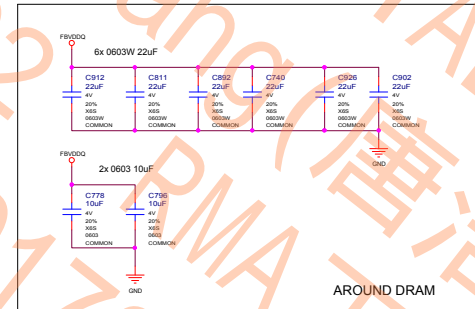 FBVDDQ
6x 0603W 22uF
C912 C811 C892 C740 C926 C902
22uF 22uF 22uF 22uF 22uF 22uF
4V 4V 4V 4V 4V 4V
20% 20% 20% 20% 20% 20%
X6S X6S X6S X6S X6S X6S
0603W 0603W 0603W 0603W 0603W 0603W
COMMON COMMON COMMON COMMON COMMON COMMON
GND
FBVDDQ
2x 0603 10uF
C778 C796
10uF 10uF
4V 4V
20% 20%
X6S X6S
0603 0603
COMMON COMMON
GND
AROUND DRAM
RMA